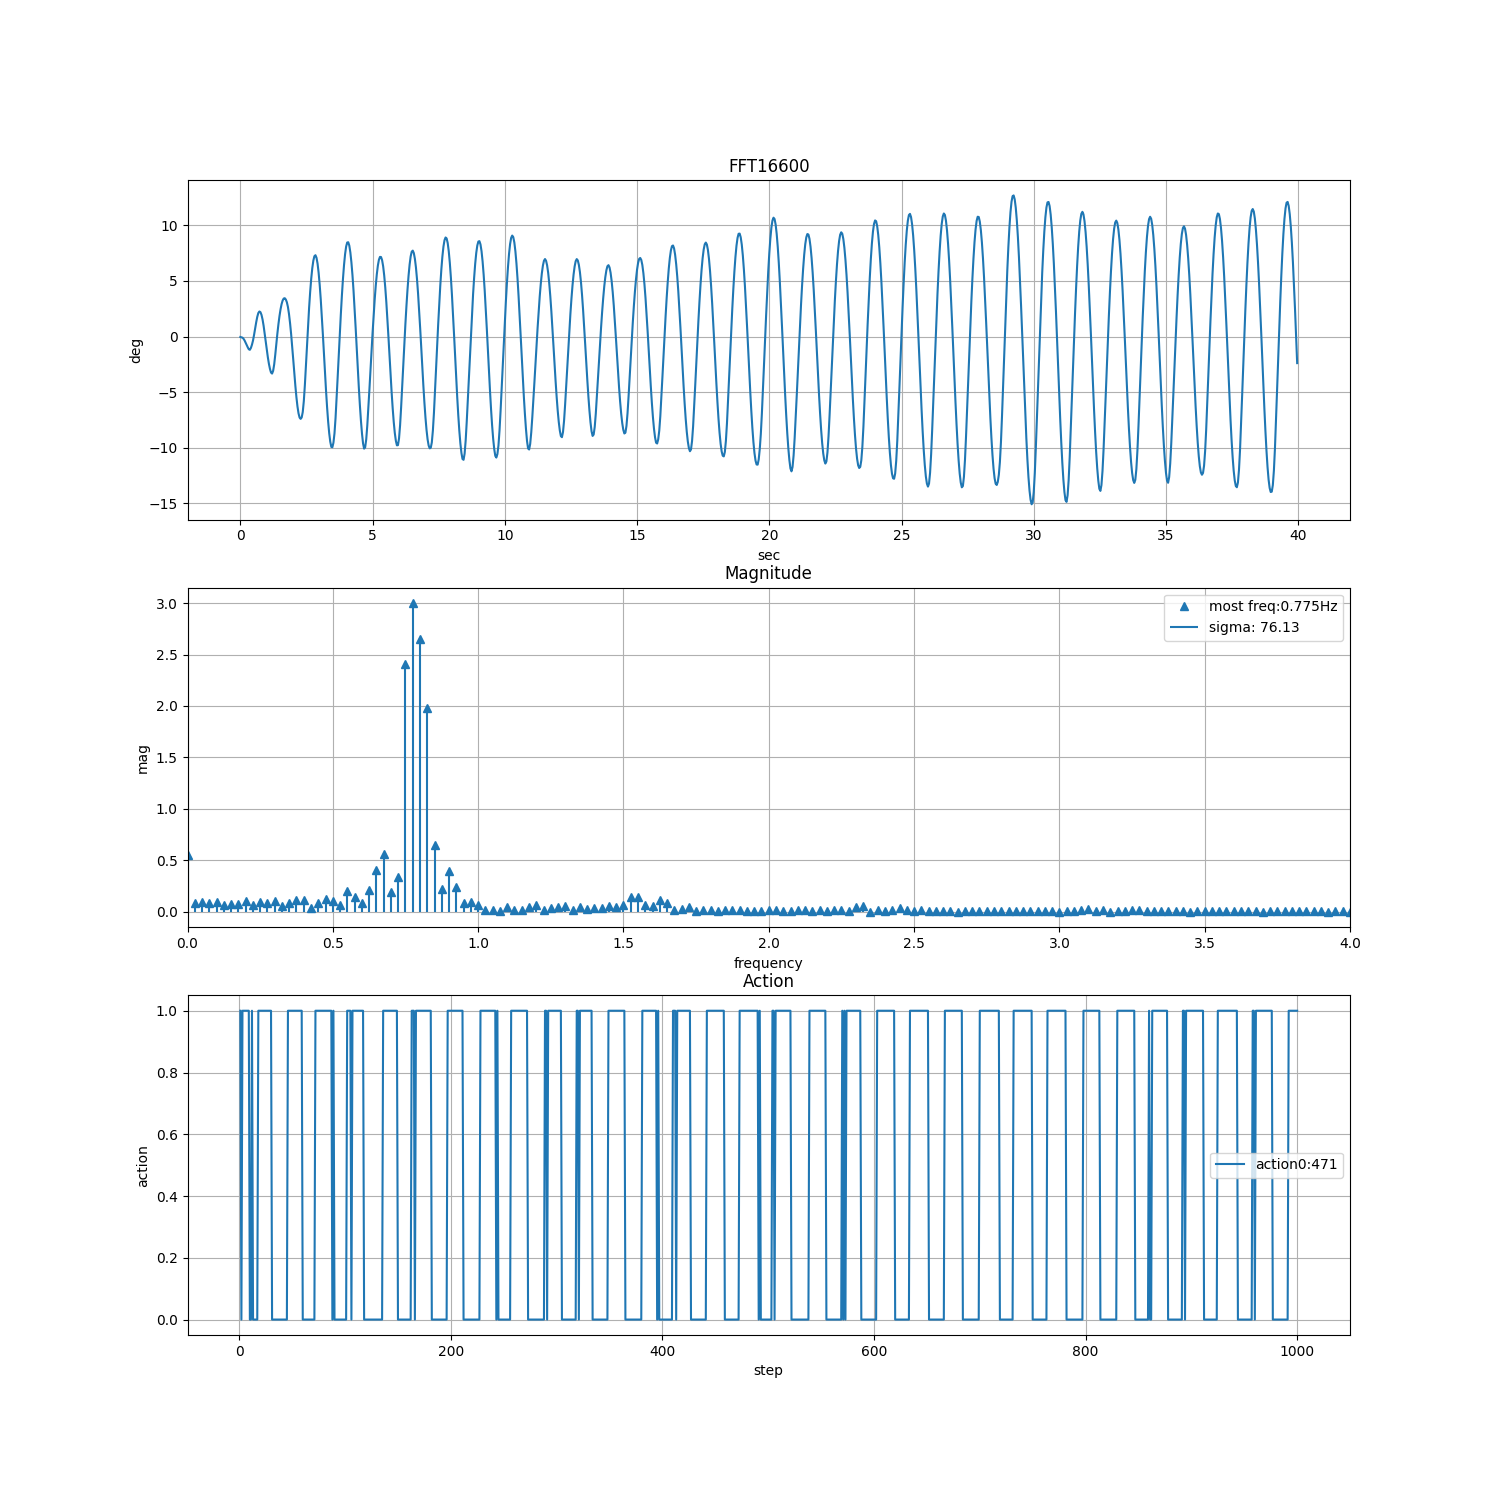 FFT16600
10
5
0
−5
−10
−15
deg
0 5 10 15 20 25 30 35 40
sec
Magnitude
3.0
2.5
2.0
1.5
1.0
0.5
0.0
mag
most freq:0.775Hz
sigma: 76.13
0.0 0.5 1.0 1.5 2.0 2.5 3.0 3.5 4.0
frequency
Action
1.0
0.8
0.6
0.4
0.2
0.0
action
action0:471
0 200 400 600 800 1000
step